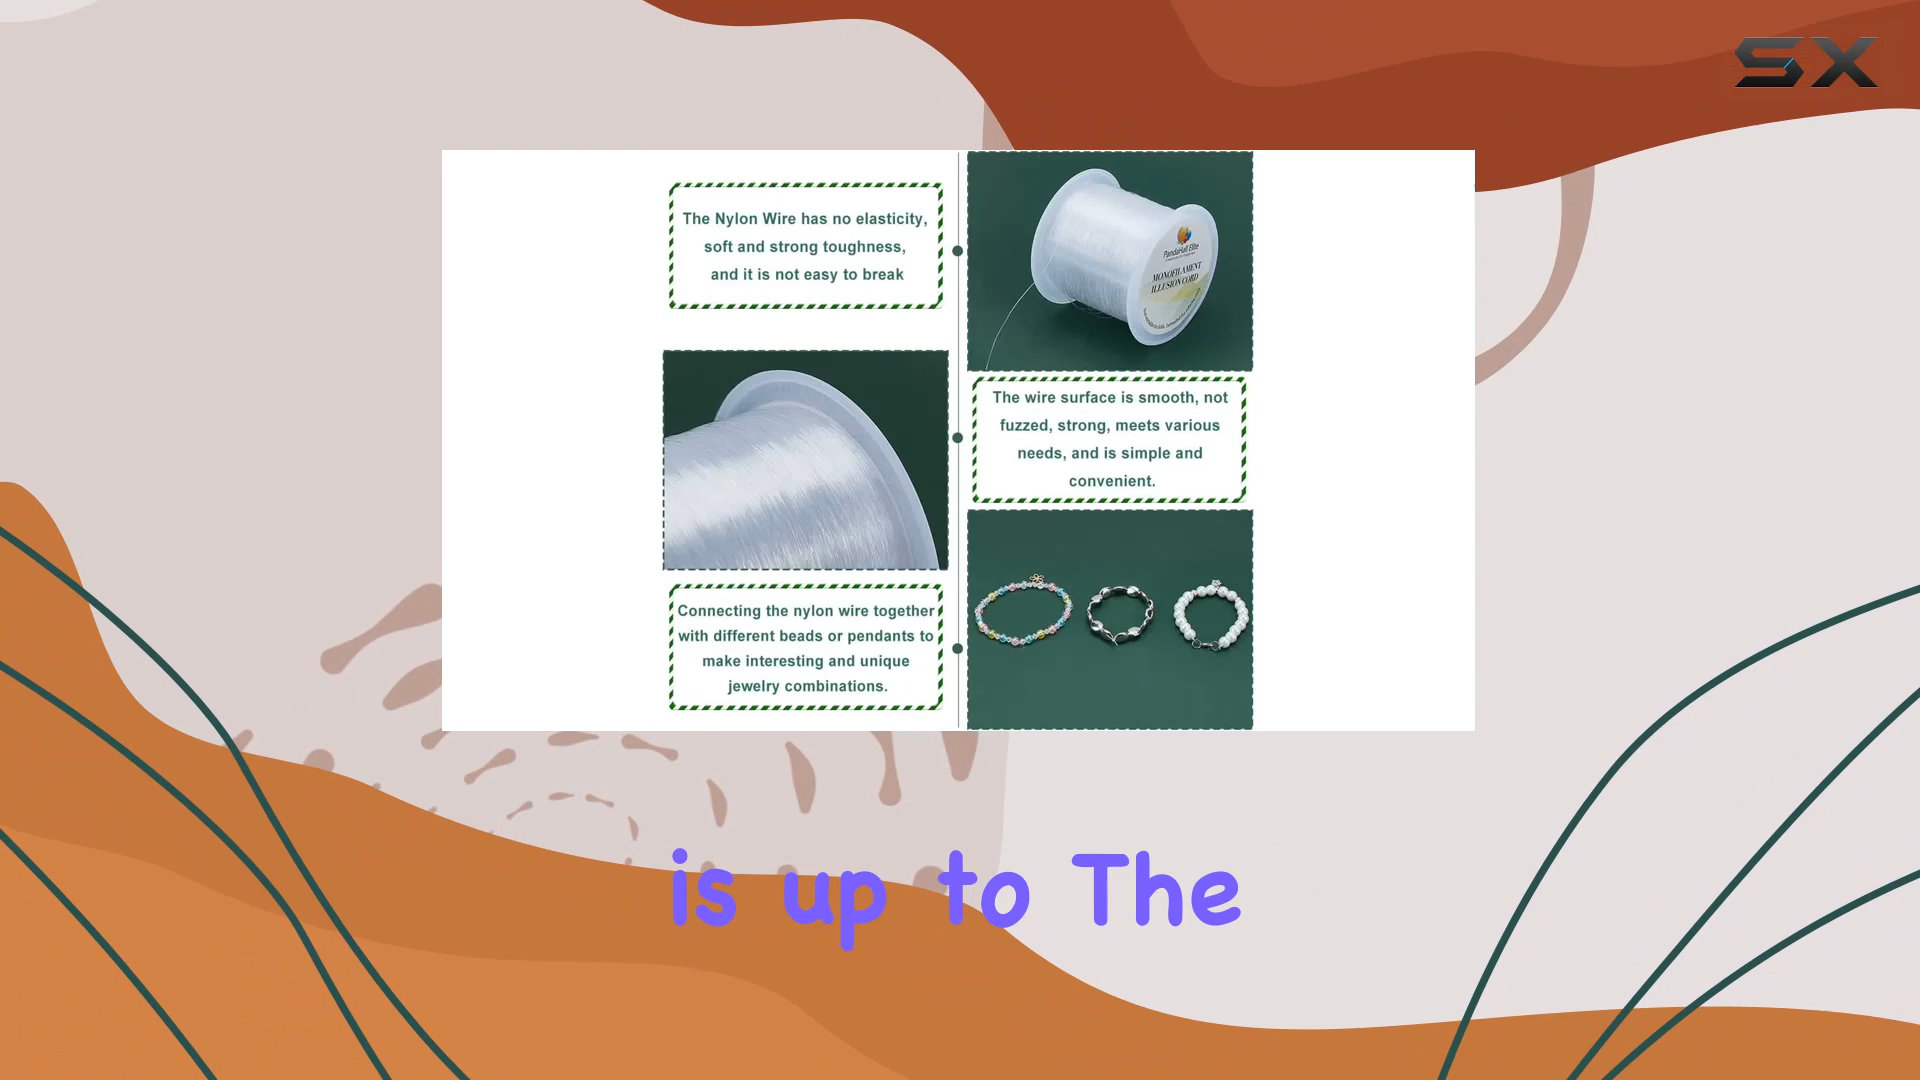 SX
The Nylon Wire has no elasticity,
soft and strong toughness,
and it is not easy to break
PandaHall Elite
MONOFILAMENT
ILLUSION CORD
The wire surface is smooth, not
fuzzed, strong, meets various
needs, and is simple and
convenient.
Connecting the nylon wire together
with different beads or pendants to
make interesting and unique
jewelry combinations.
is up to The